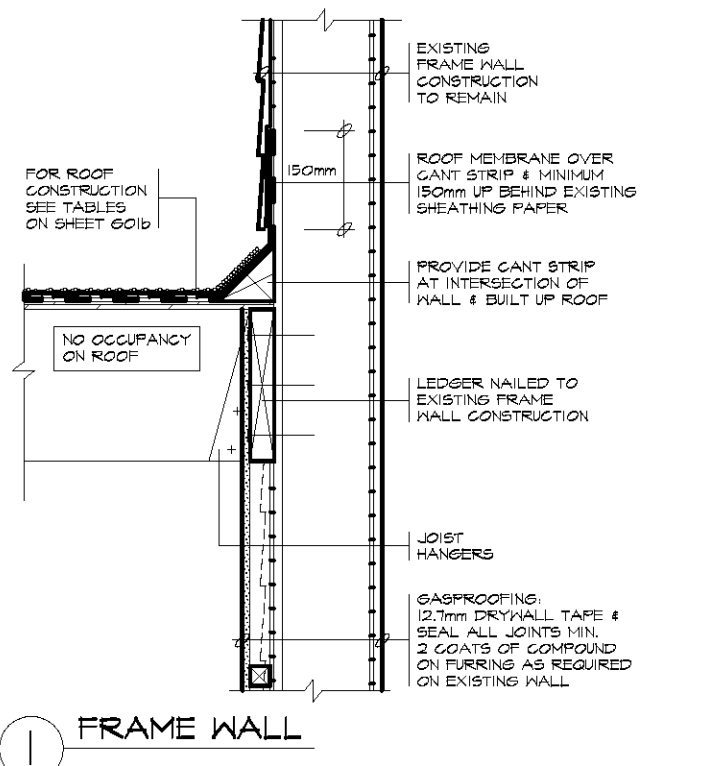 EXISTING
FRAME WALL
CONSTRUCTION
TO REMAIN
FOR ROOF
CONSTRUCTION
SEE TABLES
ON SHEET G01b
150mm
ROOF MEMBRANE OVER
CANT STRIP & MINIMUM
150mm UP BEHIND EXISTING
SHEATHING PAPER
PROVIDE CANT STRIP
AT INTERSECTION OF
WALL & BUILT UP ROOF
NO OCCUPANCY
ON ROOF
LEDGER NAILED TO
EXISTING FRAME
WALL CONSTRUCTION
JOIST
HANGERS
GASPROOFING:
12.7mm DRYWALL TAPE &
SEAL ALL JOINTS MIN.
2 COATS OF COMPOUND
ON FURRING AS REQUIRED
ON EXISTING WALL
1 FRAME WALL